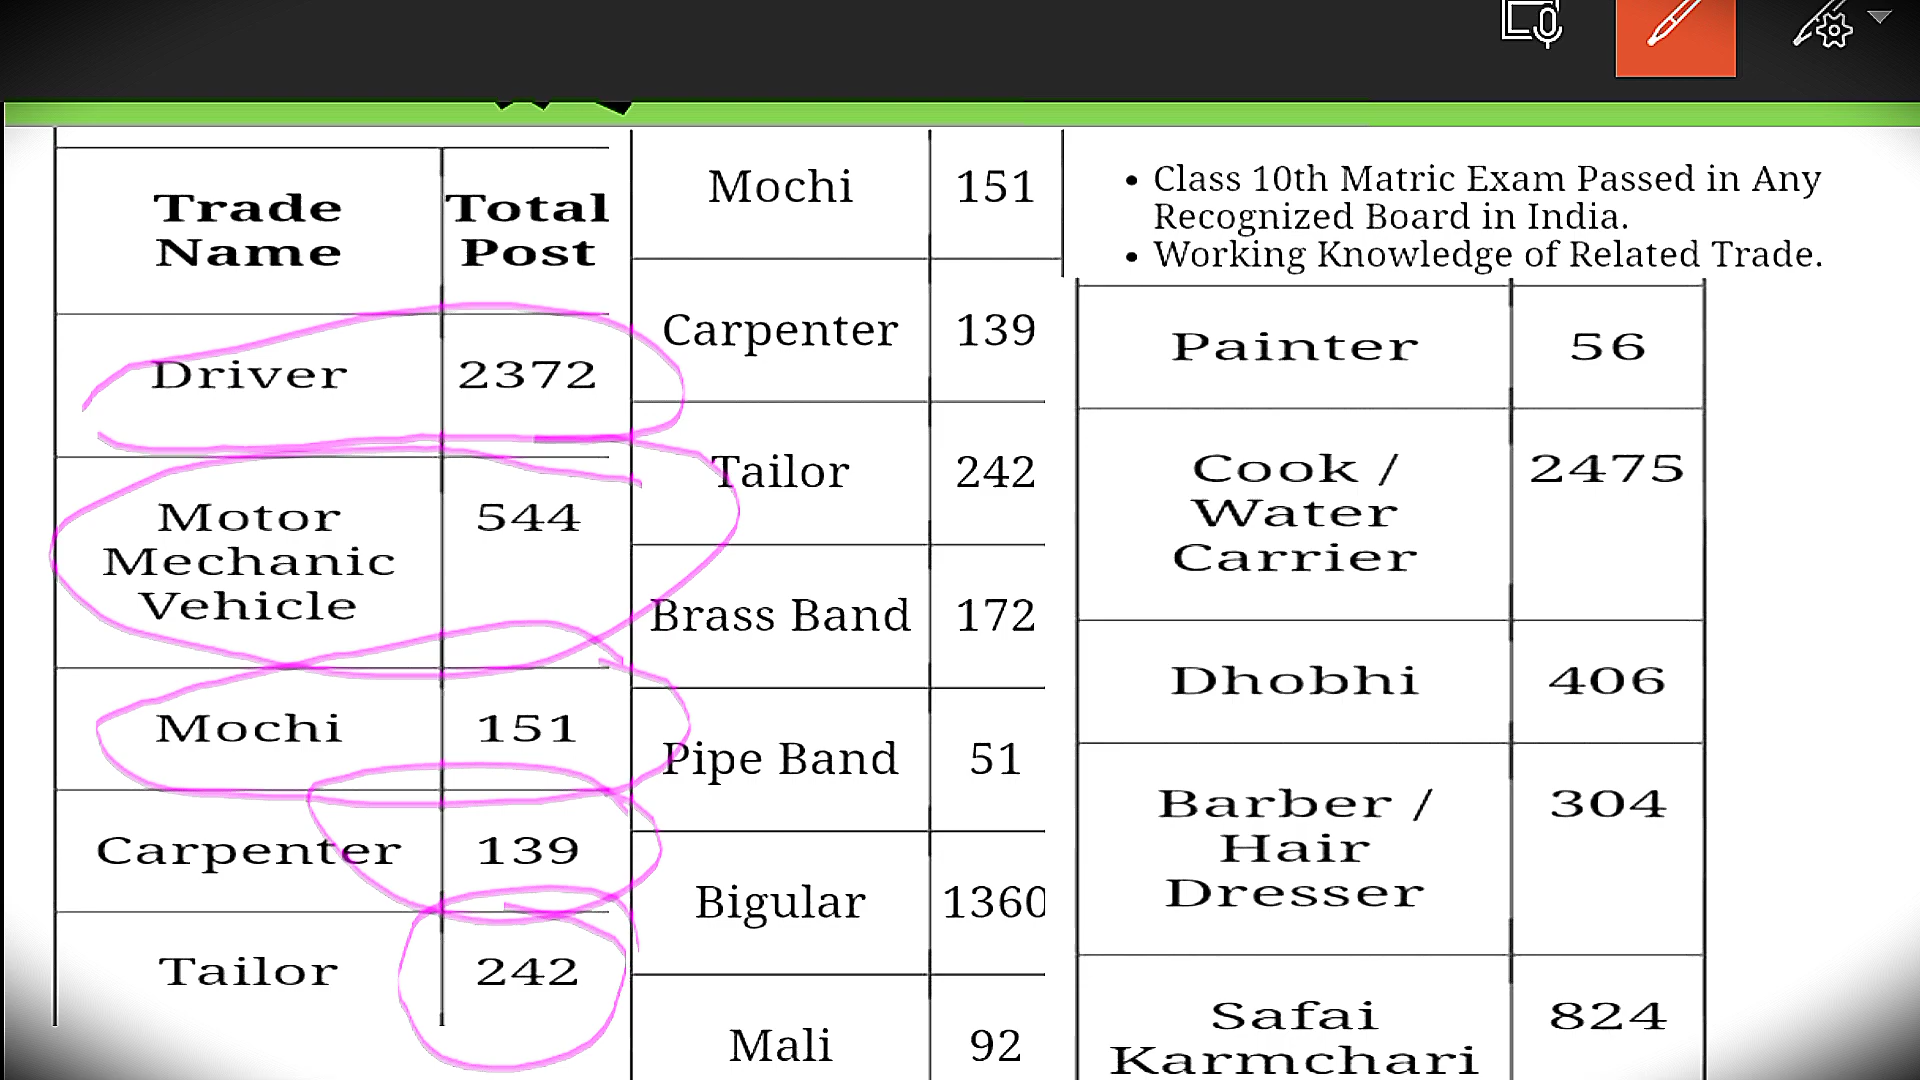 Trade Total
Name Post
Driver 2372
Motor 544
Mechanic
Vehicle
Mochi 151
Carpenter 139
Tailor 242
Mochi 151
Carpenter 139
Tailor 242
Brass Band 172
Pipe Band 51
Bigular 1360
Mali 92
• Class 10th Matric Exam Passed in Any
Recognized Board in India.
• Working Knowledge of Related Trade.
Painter 56
Cook / 2475
Water
Carrier
Dhobhi 406
Barber / 304
Hair
Dresser
Safai 824
Karmchari